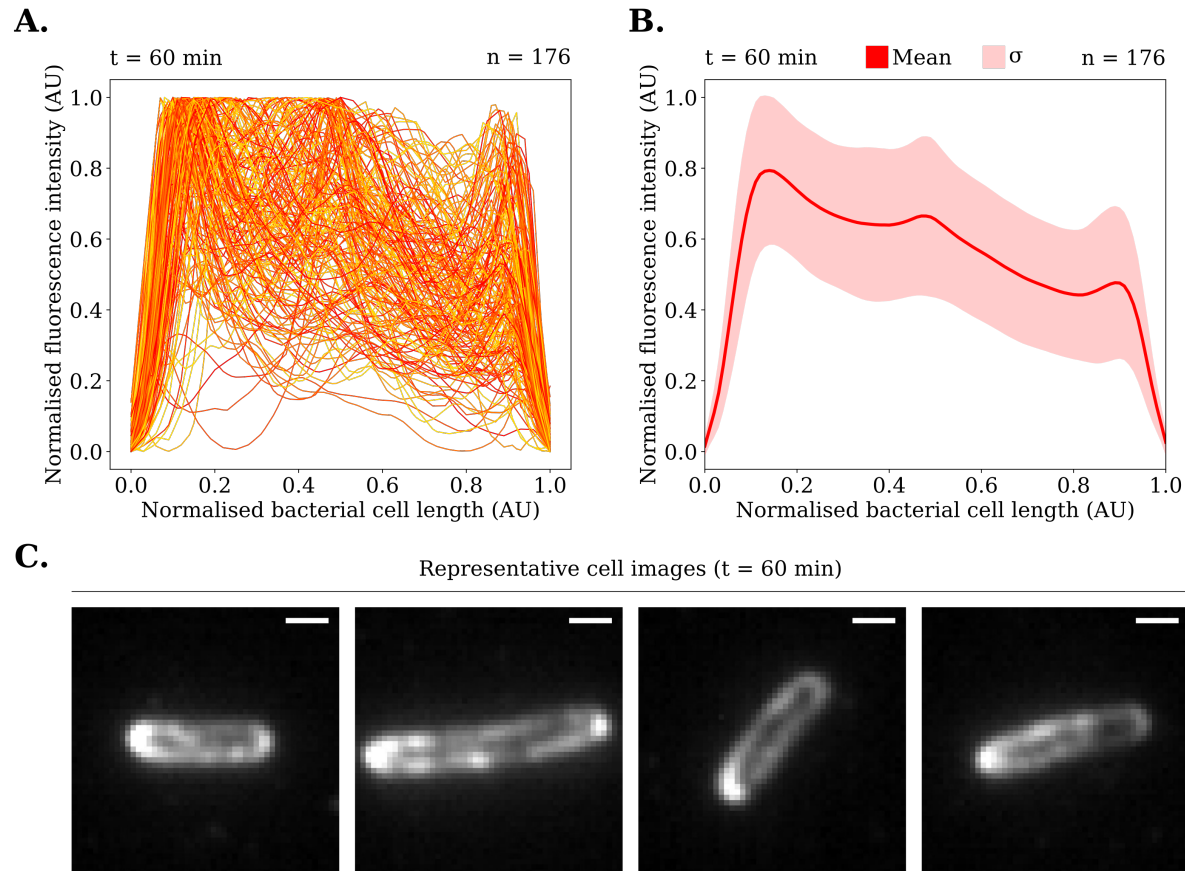 A.
t = 60 min
n = 176
Normalised fluorescence intensity (AU)
1.0
0.8
0.6
0.4
0.2
0.0
0.0 0.2 0.4 0.6 0.8 1.0
Normalised bacterial cell length (AU)
B.
t = 60 min
Mean
σ
n = 176
Normalised fluorescence intensity (AU)
1.0
0.8
0.6
0.4
0.2
0.0
0.0 0.2 0.4 0.6 0.8 1.0
Normalised bacterial cell length (AU)
C.
Representative cell images (t = 60 min)